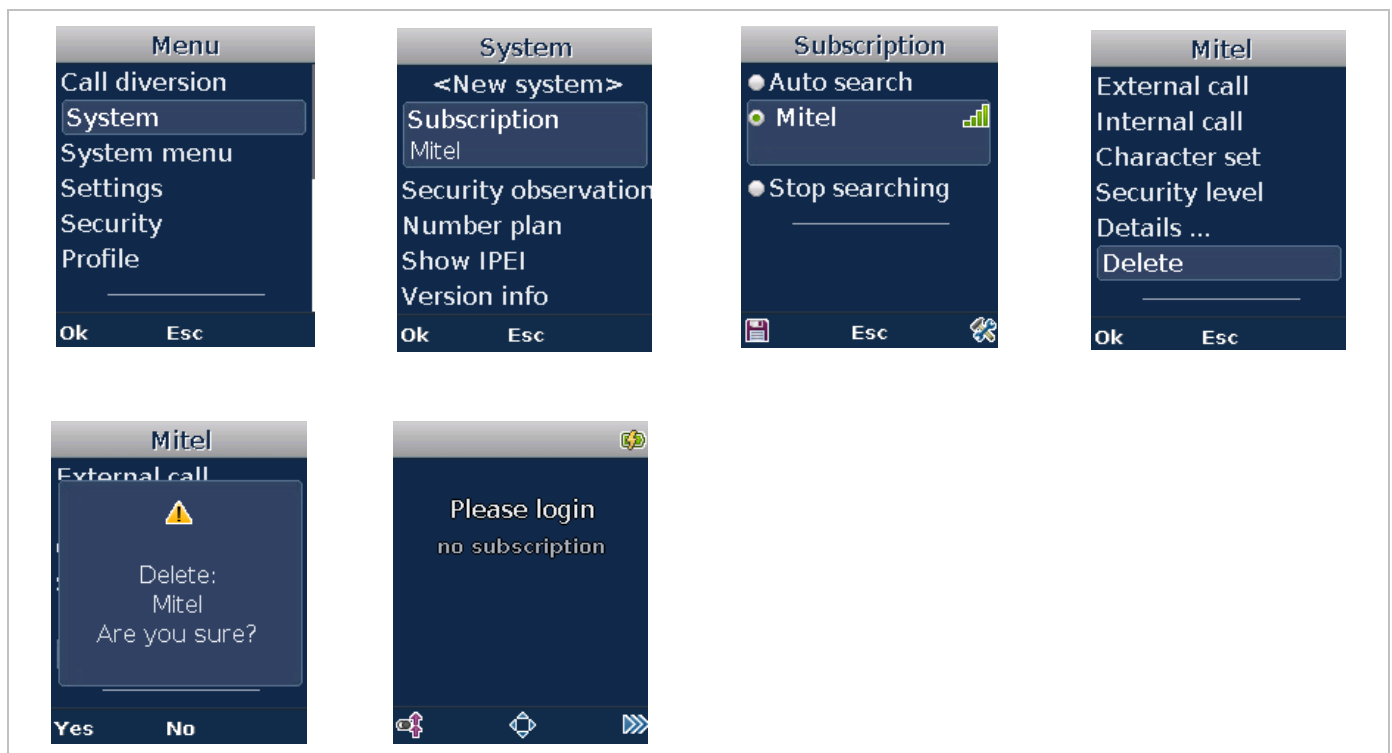 Menu
Call diversion
System
System menu
Settings
Security
Profile
Ok Esc
System
<New system>
Subscription
Mitel
Security observation
Number plan
Show IPEI
Version info
Ok Esc
Subscription
Auto search
Mitel
Stop searching
Esc
Mitel
External call
Internal call
Character set
Security level
Details ...
Delete
Ok Esc
Mitel
External call
Delete:
Mitel
Are you sure?
Yes No
Please login
no subscription